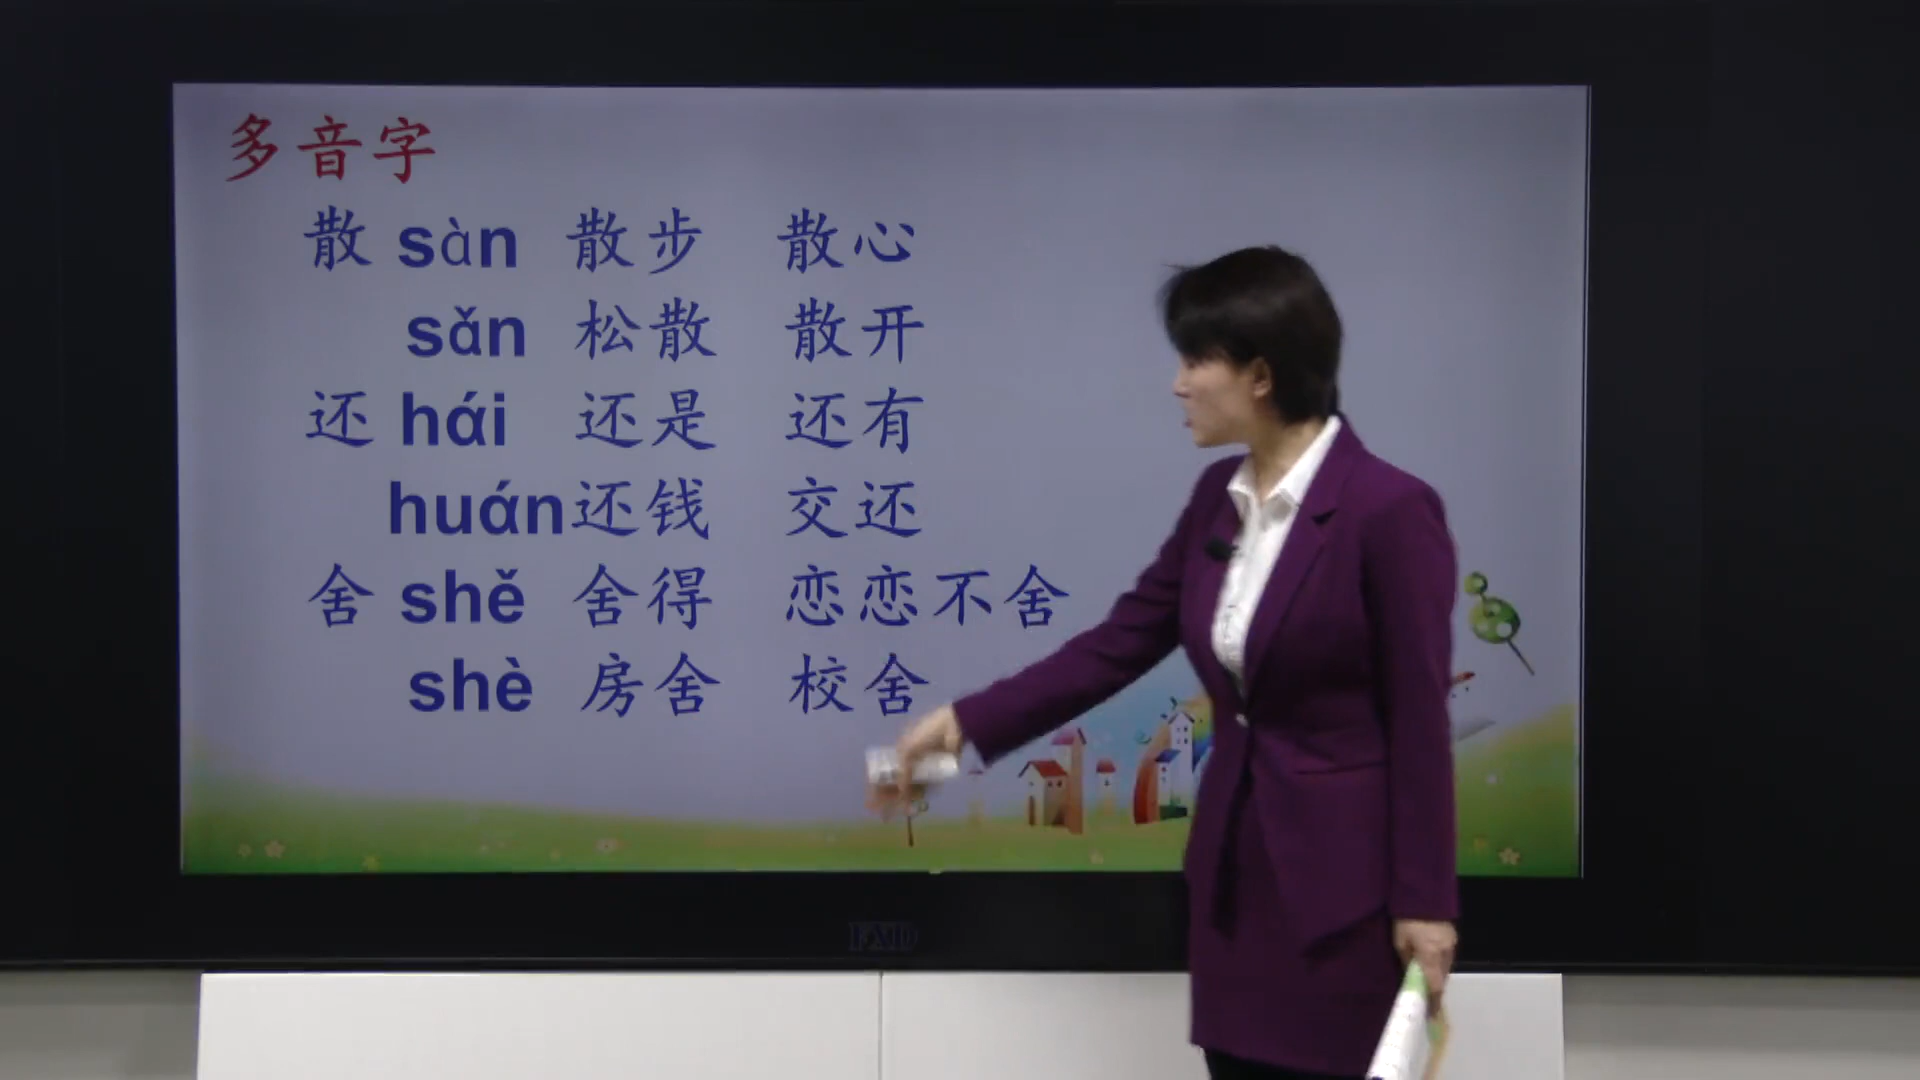 多音字
散 sàn 散步 散心
sǎn 松散 散开
还 hái 还是 还有
huán 还钱 交还
舍 shě 舍得 恋恋不舍
shè 房舍 校舍